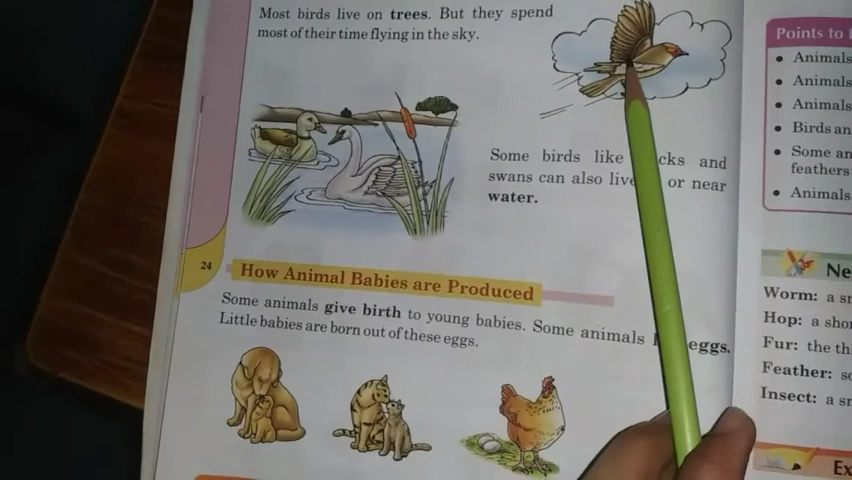 Most birds live on trees. But they spend
most of their time flying in the sky.
Some birds like cks and
swans can also live or near
water.
24
How Animal Babies are Produced
Some animals give birth to young babies. Some animals eggs.
Little babies are born out of these eggs.
Points to
Animals
Animals
Animals
Birds an
Some an
feathers
Animals
Ne
Worm: a sm
Hop: a shor
Fur: the th
Feather: so
Insect: a sm
Ex